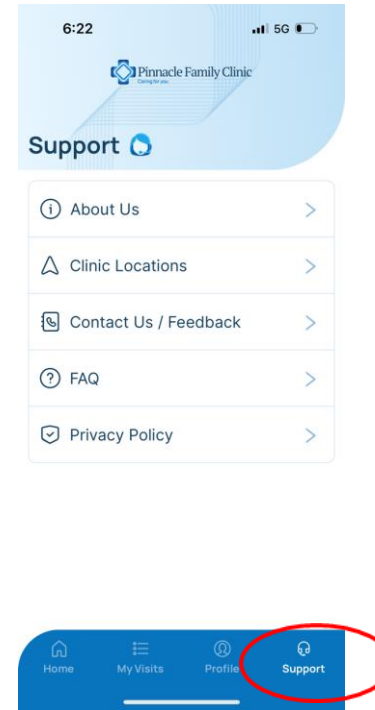 6:22
5G
Pinnacle Family Clinic
Caring for you
Support
About Us
Clinic Locations
Contact Us / Feedback
FAQ
Privacy Policy
Home My Visits Profile Support